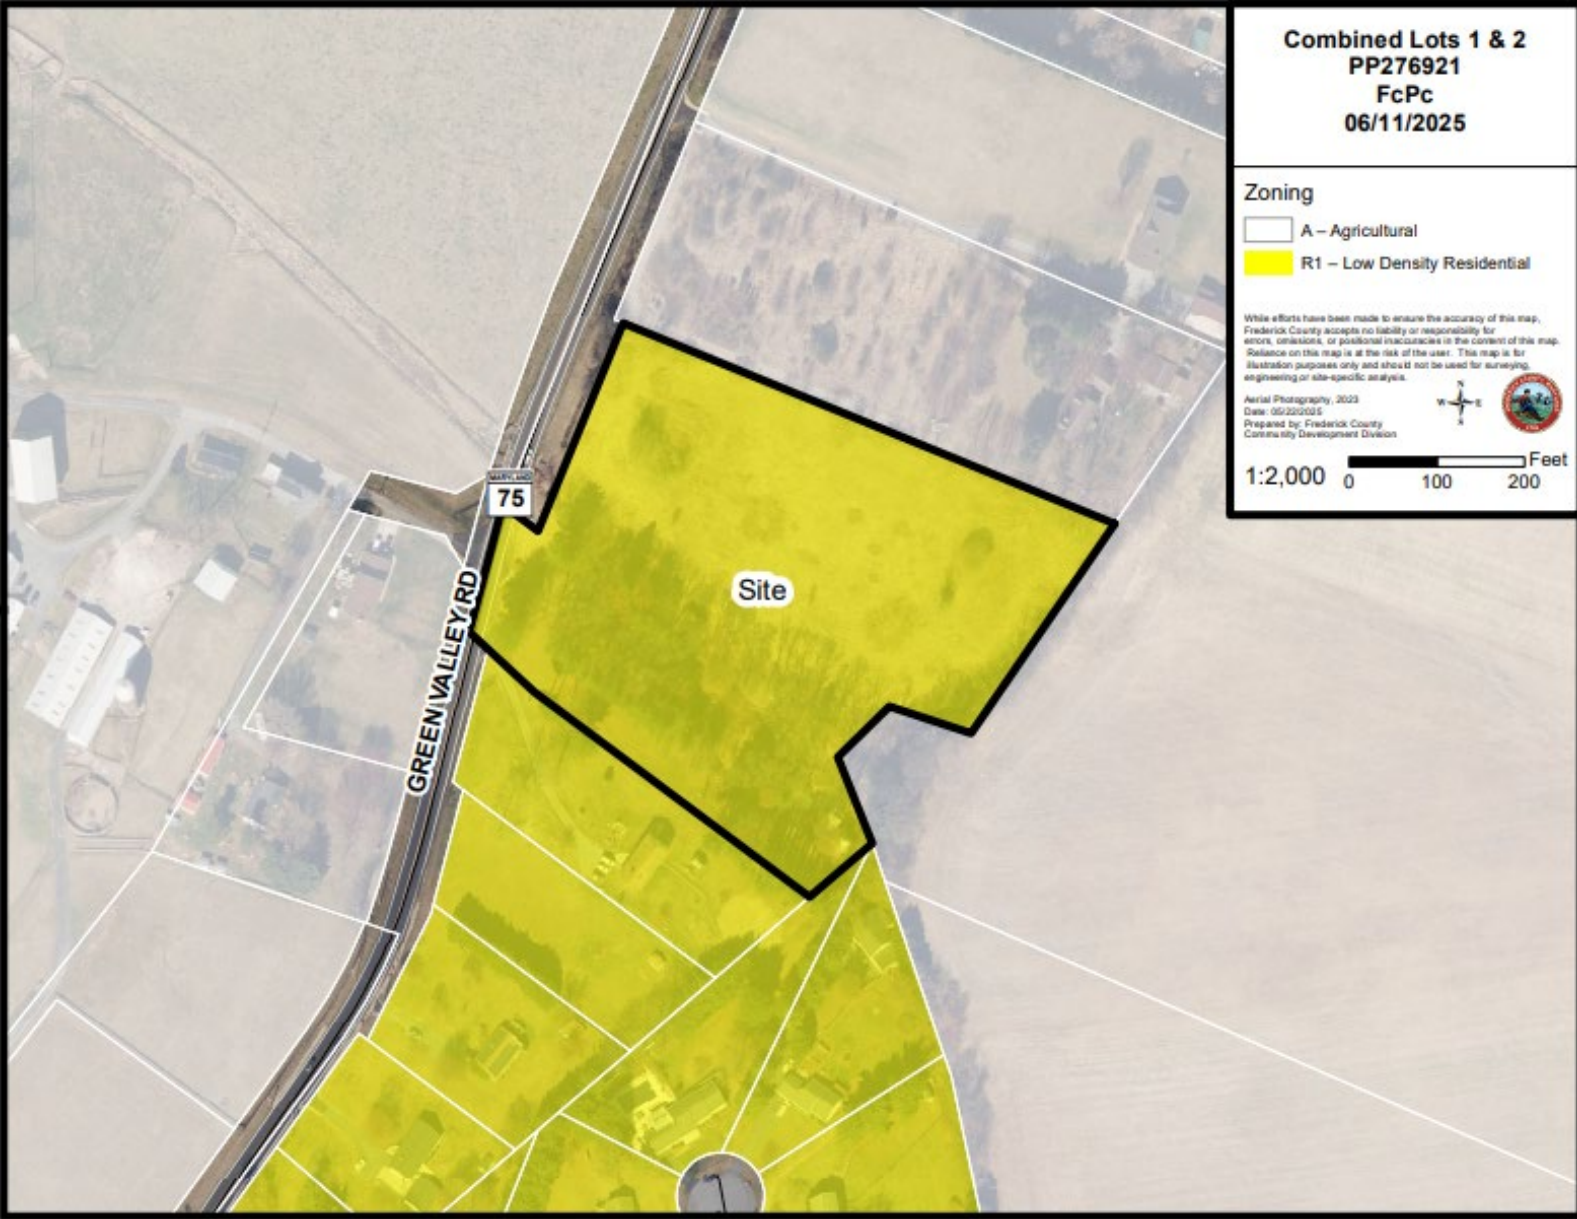 Combined Lots 1 & 2
PP276921
FcPc
06/11/2025
Zoning
A – Agricultural
R1 – Low Density Residential
While efforts have been made to ensure the accuracy of this map,
Frederick County accepts no liability or responsibility for
errors, omissions, or positional inaccuracies in the content of this map.
Reliance on this map is at the risk of the user. This map is for
illustration purposes only and should not be used for surveying,
engineering or site-specific analysis.
Aerial Photography, 2023
Date: 05/22/2025
Prepared by: Frederick County
Community Development Division
N
W E
S
1:2,000
Feet
0 100 200
MARYLAND
75
Site
GREEN VALLEY RD